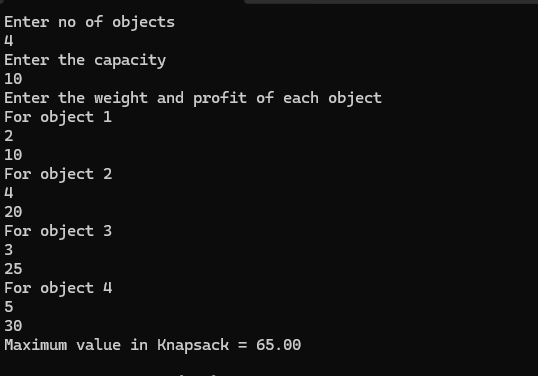 Enter no of objects
4
Enter the capacity
10
Enter the weight and profit of each object
For object 1
2
10
For object 2
4
20
For object 3
3
25
For object 4
5
30
Maximum value in Knapsack = 65.00